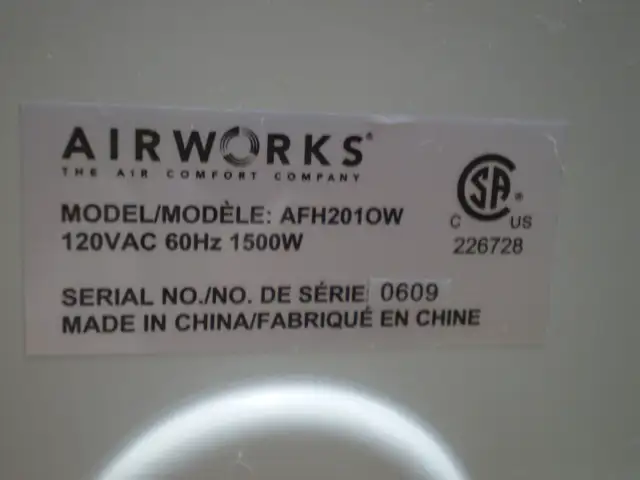 AIRWORKS®
THE AIR COMFORT COMPANY
MODEL/MODÈLE: AFH201OW
120VAC 60Hz 1500W
SERIAL NO./NO. DE SÉRIE 0609
MADE IN CHINA/FABRIQUÉ EN CHINE
SA®
C US
226728